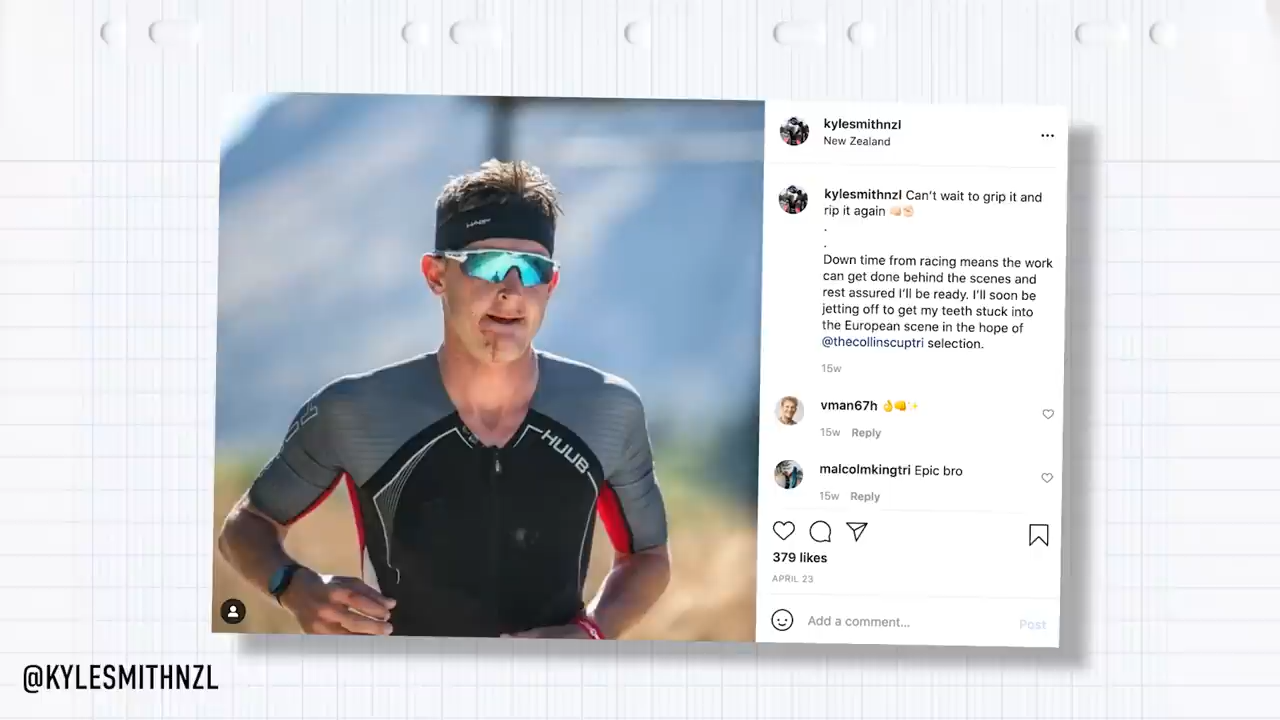 kylesmithnzl
New Zealand
kylesmithnzl Can't wait to grip it and
rip it again 👊🏻✊🏻
.
.
Down time from racing means the work
can get done behind the scenes and
rest assured I'll be ready. I'll soon be
jetting off to get my teeth stuck into
the European scene in the hope of
@thecollinscuptri selection.
15w
vman67h 👌👊✨
15w Reply
malcolmkingtri Epic bro
15w Reply
379 likes
APRIL 23
Add a comment...
Post
HUUB
@KYLESMITHNZL